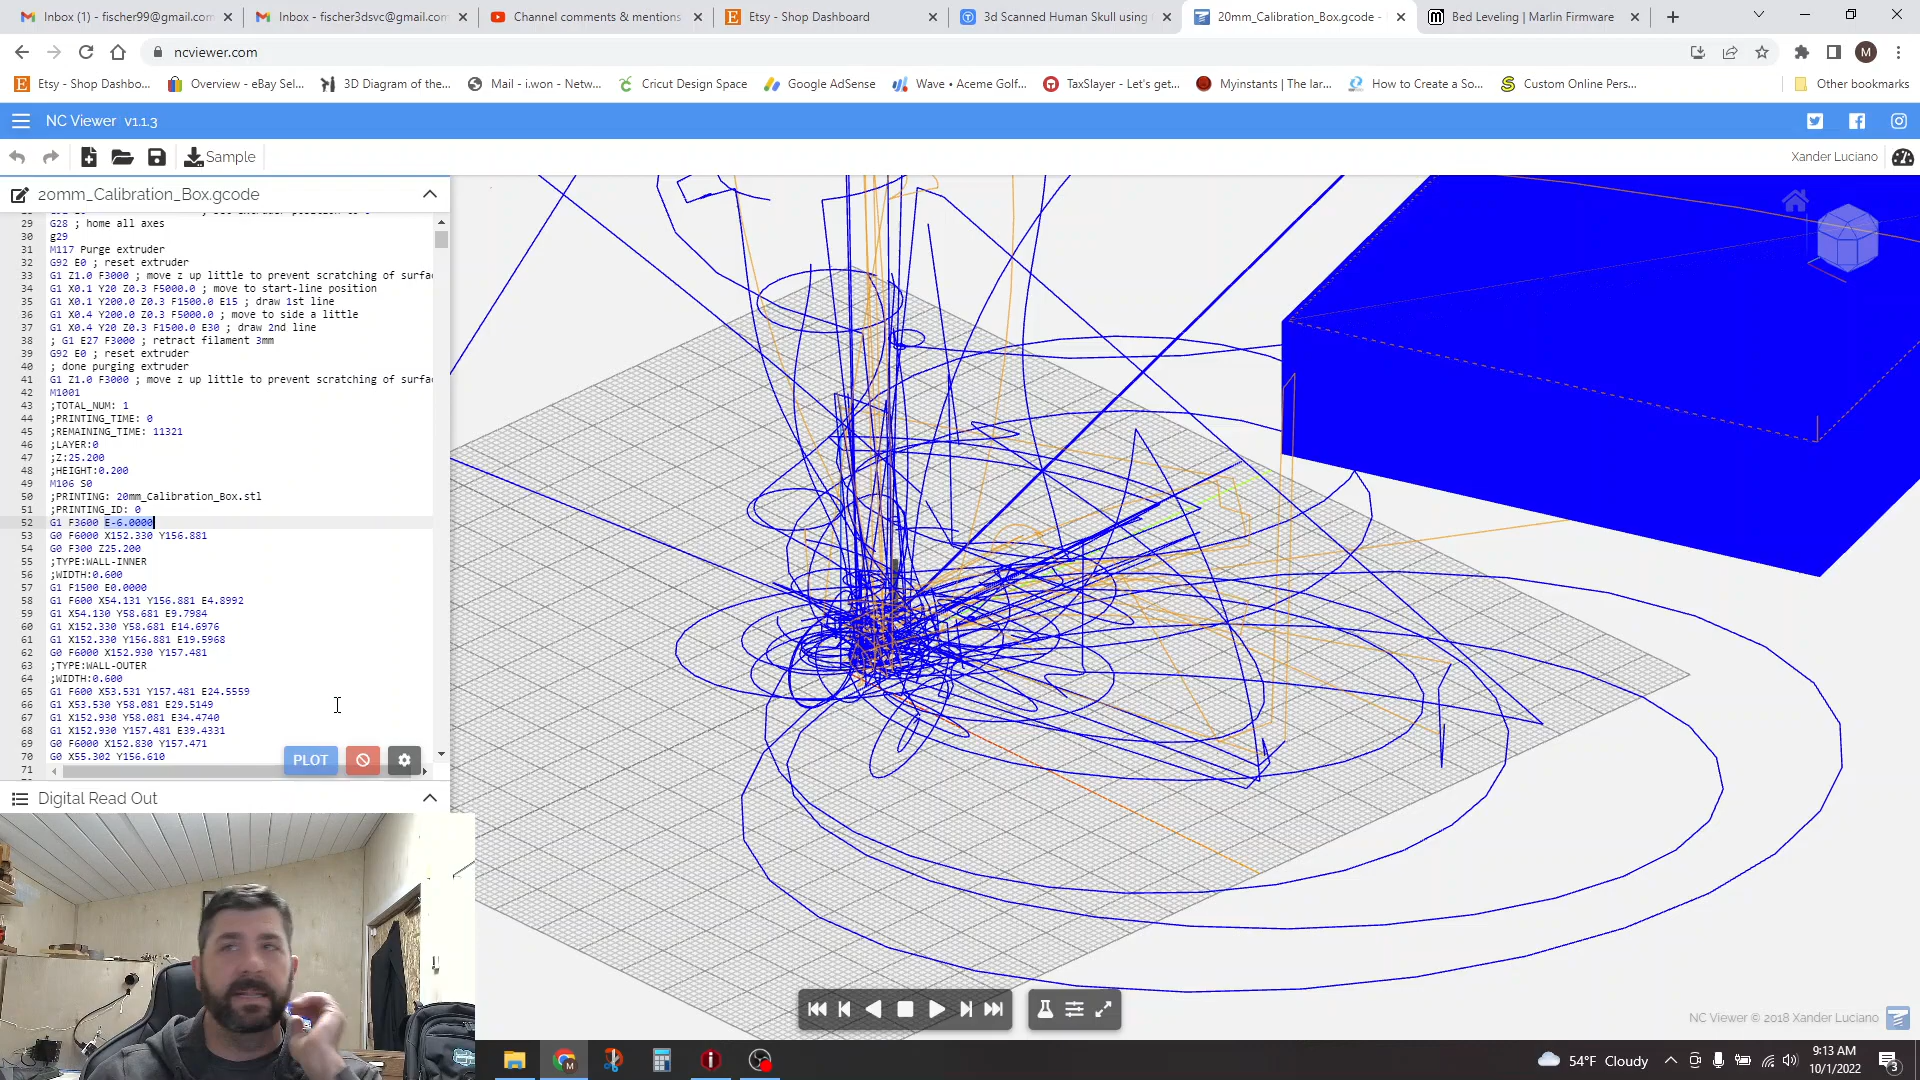 Inbox (1) - fischer99@gmail.com
Inbox - fischer3dsvc@gmail.com
Channel comments & mentions
Etsy - Shop Dashboard
3d Scanned Human Skull using
20mm_Calibration_Box.gcode -
Bed Leveling | Marlin Firmware
ncviewer.com
M
Etsy - Shop Dashbo...
Overview - eBay Sel...
3D Diagram of the...
Mail - i.won - Netw...
Cricut Design Space
Google AdSense
Wave • Aceme Golf...
TaxSlayer - Let's get...
Myinstants | The lar...
How to Create a So...
Custom Online Pers...
Other bookmarks
NC Viewer v1.1.3
Sample
Xander Luciano
20mm_Calibration_Box.gcode
29 G28 ; home all axes
30 g29
31 M117 Purge extruder
32 G92 E0 ; reset extruder
33 G1 Z1.0 F3000 ; move z up little to prevent scratching of surfa
34 G1 X0.1 Y20 Z0.3 F5000.0 ; move to start-line position
35 G1 X0.1 Y200.0 Z0.3 F1500.0 E15 ; draw 1st line
36 G1 X0.4 Y200.0 Z0.3 F5000.0 ; move to side a little
37 G1 X0.4 Y20 Z0.3 F1500.0 E30 ; draw 2nd line
38 ; G1 E27 F3000 ; retract filament 3mm
39 G92 E0 ; reset extruder
40 ; done purging extruder
41 G1 Z1.0 F3000 ; move z up little to prevent scratching of surfa
42 M1001
43 ;TOTAL_NUM: 1
44 ;PRINTING_TIME: 0
45 ;REMAINING_TIME: 11321
46 ;LAYER:0
47 ;Z:25.200
48 ;HEIGHT:0.200
49 M106 S0
50 ;PRINTING: 20mm_Calibration_Box.stl
51 ;PRINTING_ID: 0
52 G1 F3600 E-6.0000
53 G0 F6000 X152.330 Y156.881
54 G0 F300 Z25.200
55 ;TYPE:WALL-INNER
56 ;WIDTH:0.600
57 G1 F1500 E0.0000
58 G1 F600 X54.131 Y156.881 E4.8992
59 G1 X54.130 Y58.681 E9.7984
60 G1 X152.330 Y58.681 E14.6976
61 G1 X152.330 Y156.881 E19.5968
62 G0 F6000 X152.930 Y157.481
63 ;TYPE:WALL-OUTER
64 ;WIDTH:0.600
65 G1 F600 X53.531 Y157.481 E24.5559
66 G1 X53.530 Y58.081 E29.5149
67 G1 X152.930 Y58.081 E34.4740
68 G1 X152.930 Y157.481 E39.4331
69 G0 F6000 X152.830 Y157.471
70 G0 X55.302 Y156.610
71
PLOT
Digital Read Out
NC Viewer © 2018 Xander Luciano
54°F Cloudy
9:13 AM
10/1/2022
3